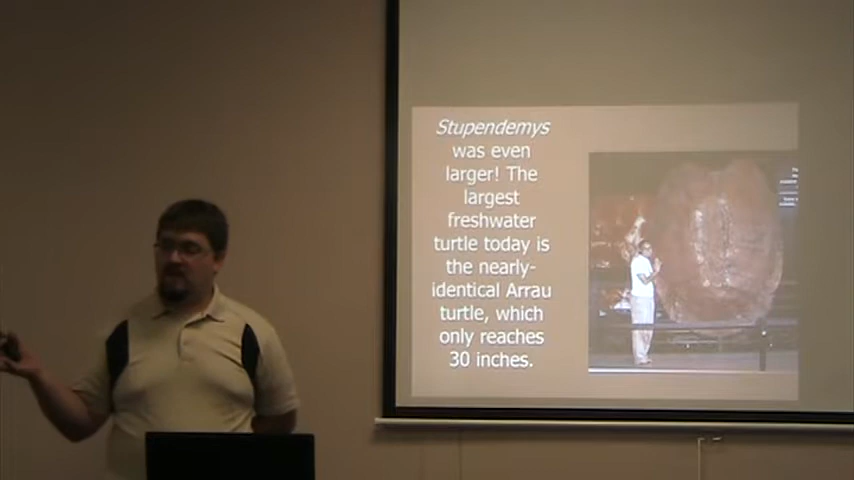 Stupendemys
was even
larger! The
largest
freshwater
turtle today is
the nearly-
identical Arrau
turtle, which
only reaches
30 inches.